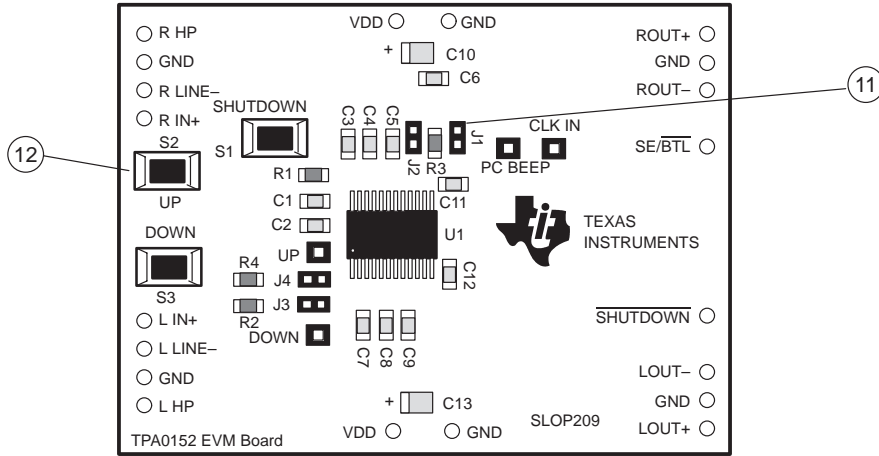 VDD GND
R HP
GND
R LINE–
R IN+
S2
UP
SHUTDOWN
S1
+ C10
C6
C3
C4
C5
J2
R3
J1
CLK IN
PC BEEP
ROUT+
GND
ROUT–
SE/BTL
11
12
R1
C1
C2
C11
U1
C12
TEXAS
INSTRUMENTS
DOWN
S3
UP
R4
J4
J3
R2
DOWN
C7
C8
C9
L IN+
L LINE–
GND
L HP
SHUTDOWN
LOUT–
GND
LOUT+
+ C13
VDD GND
SLOP209
TPA0152 EVM Board